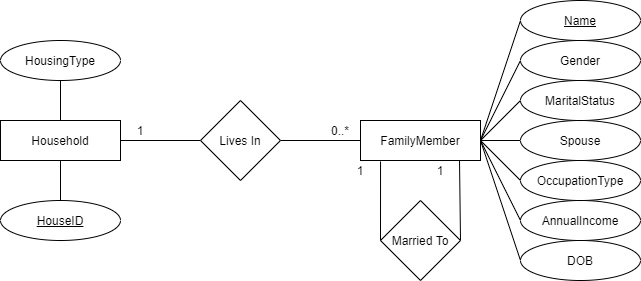 Name
HousingType
Gender
MaritalStatus
Household
1
Lives In
0..*
FamilyMember
Spouse
1
1
OccupationType
HouseID
Married To
AnnualIncome
DOB